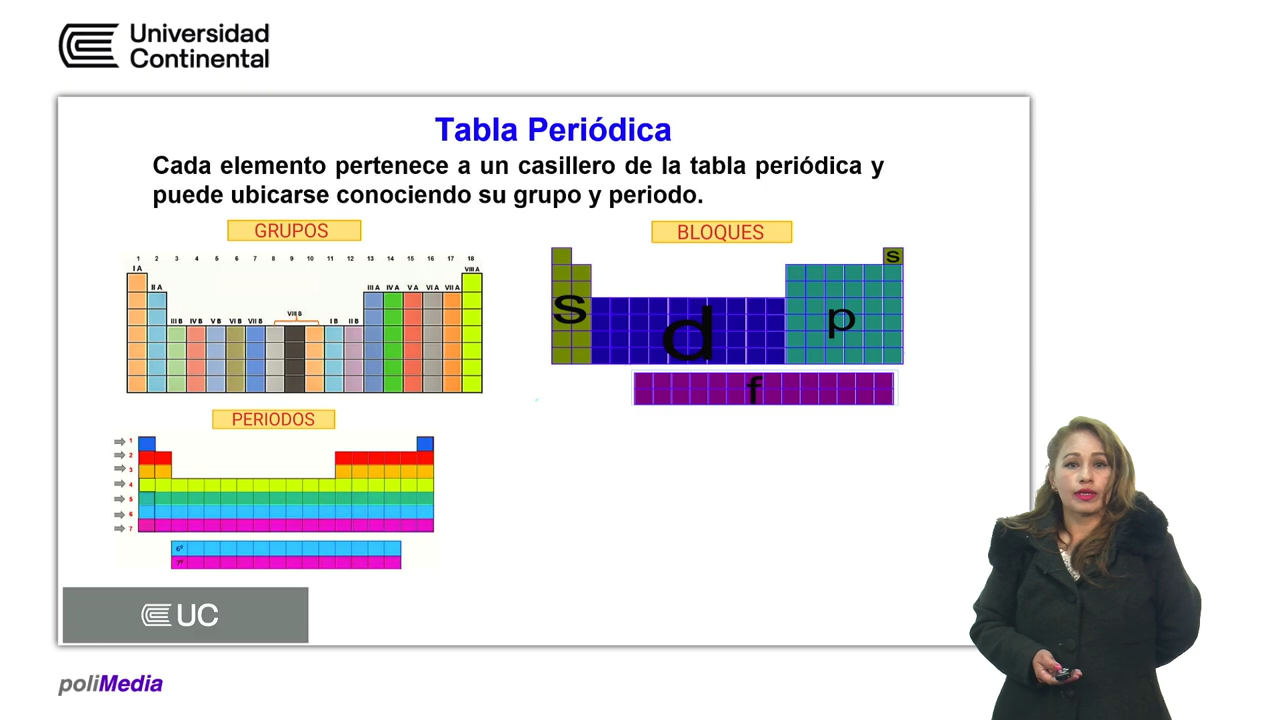 Universidad
Continental
Tabla Periódica
Cada elemento pertenece a un casillero de la tabla periódica y
puede ubicarse conociendo su grupo y periodo.
GRUPOS
1 2 3 4 5 6 7 8 9 10 11 12 13 14 15 16 17 18
I A
VIII A
II A
III A IV A V A VI A VII A
VIII B
III B IV B V B VI B VII B
I B II B
BLOQUES
s
s
d
p
f
PERIODOS
1
2
3
4
5
6
7
6º
7º
UC
poliMedia